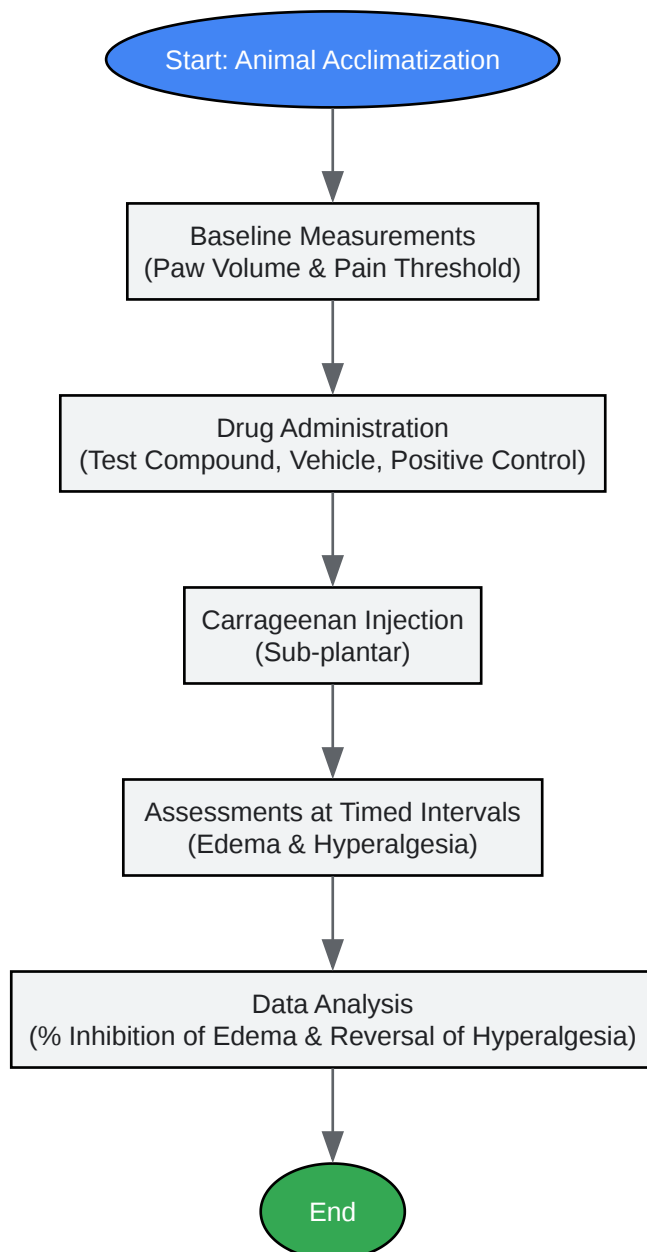 Start: Animal Acclimatization
Baseline Measurements
(Paw Volume & Pain Threshold)
Drug Administration
(Test Compound, Vehicle, Positive Control)
Carrageenan Injection
(Sub-plantar)
Assessments at Timed Intervals
(Edema & Hyperalgesia)
Data Analysis
(% Inhibition of Edema & Reversal of Hyperalgesia)
End